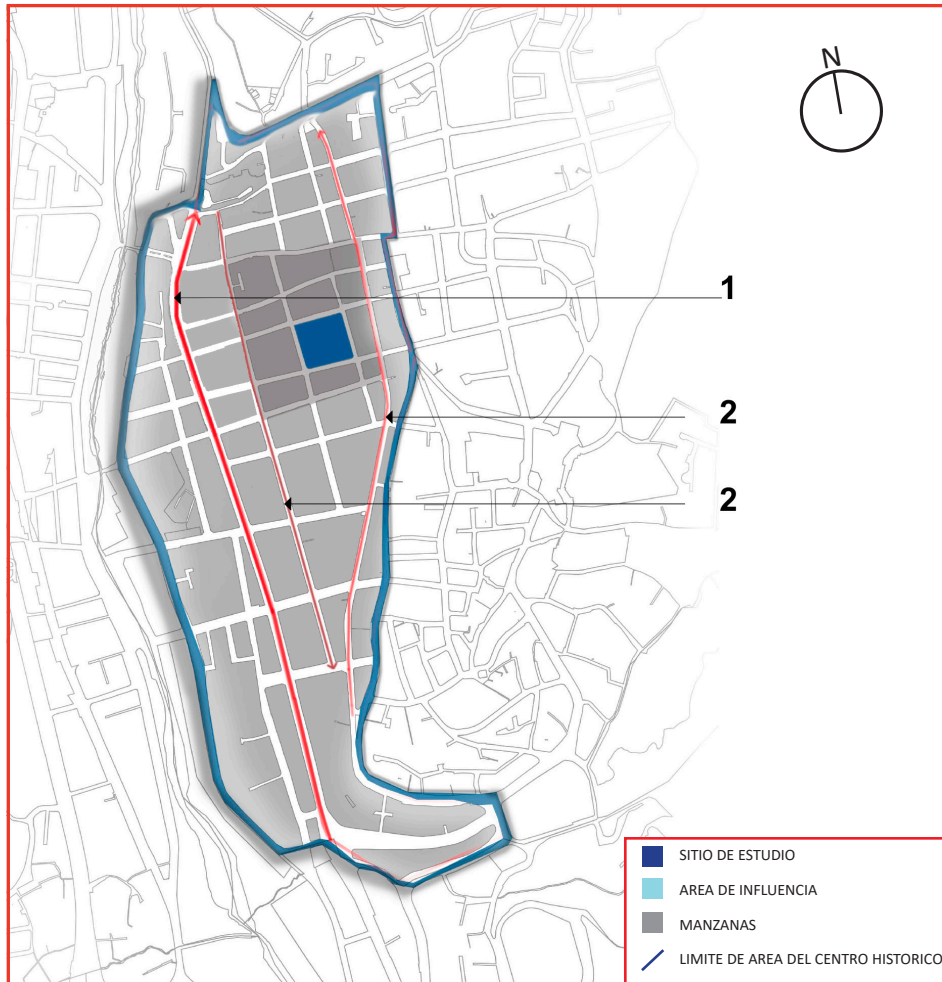 N
1
2
2
SITIO DE ESTUDIO
AREA DE INFLUENCIA
MANZANAS
LIMITE DE AREA DEL CENTRO HISTORICO